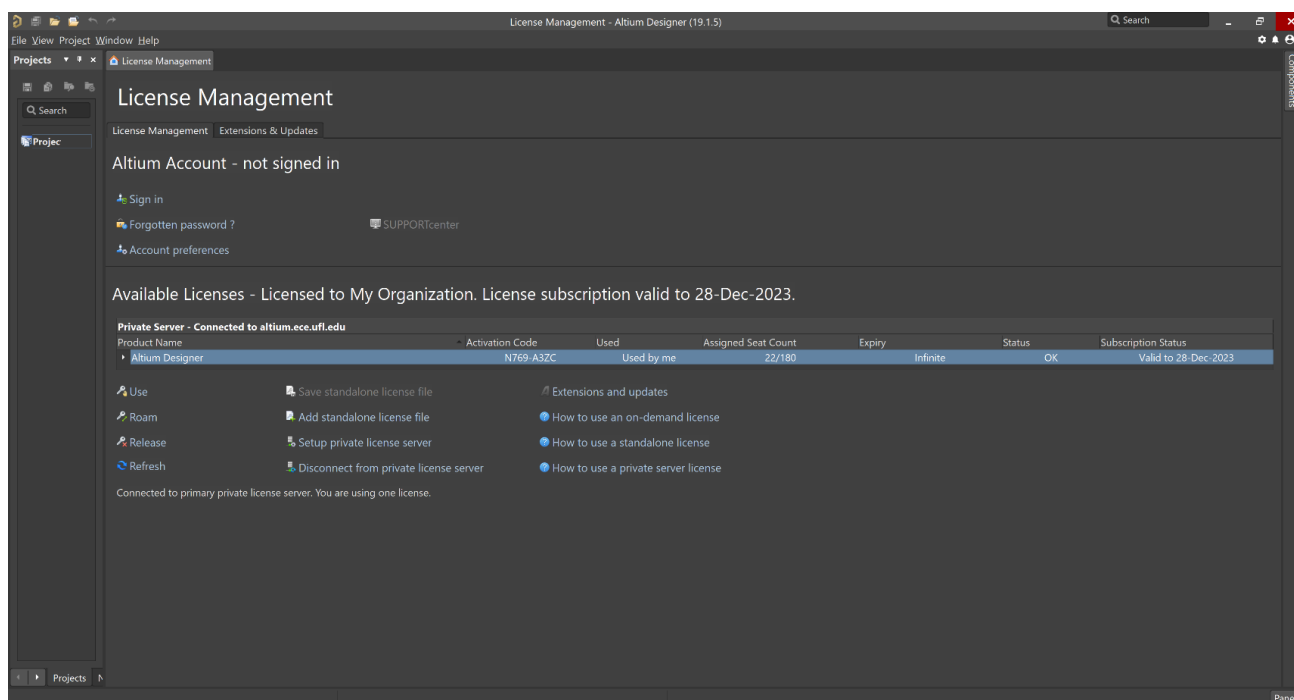 License Management - Altium Designer (19.1.5)
Search
File View Project Window Help
Projects
License Management
Components
Search
License Management
License Management Extensions & Updates
Projec
Altium Account - not signed in
Sign in
Forgotten password ? SUPPORTcenter
Account preferences
Available Licenses - Licensed to My Organization. License subscription valid to 28-Dec-2023.
Private Server - Connected to altium.ece.ufl.edu
Product Name Activation Code Used Assigned Seat Count Expiry Status Subscription Status
Altium Designer N769-A3ZC Used by me 22/180 Infinite OK Valid to 28-Dec-2023
Use Save standalone license file Extensions and updates
Roam Add standalone license file How to use an on-demand license
Release Setup private license server How to use a standalone license
Refresh Disconnect from private license server How to use a private server license
Connected to primary private license server. You are using one license.
Projects N
Pane